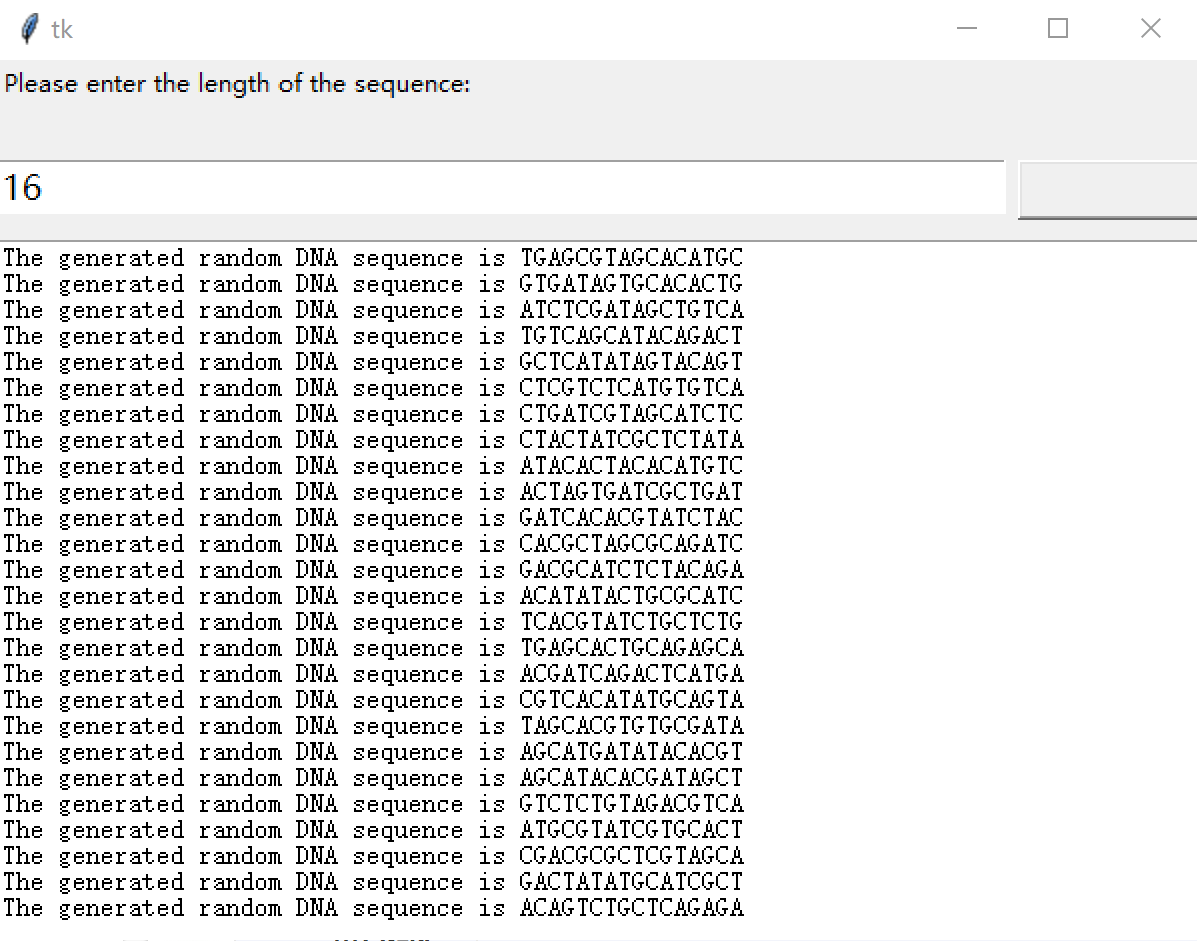 tk
Please enter the length of the sequence:
16
The generated random DNA sequence is TGAGCGTAGCACATGC
The generated random DNA sequence is GTGATAGTGCACACTG
The generated random DNA sequence is ATCTCGATAGCTGTCA
The generated random DNA sequence is TGTCAGCATACAGACT
The generated random DNA sequence is GCTCATATAGTACAGT
The generated random DNA sequence is CTCGTCTCATGTGTCA
The generated random DNA sequence is CTGATCGTAGCATCTC
The generated random DNA sequence is CTACTATCGCTCTATA
The generated random DNA sequence is ATACACTACACATGTC
The generated random DNA sequence is ACTAGTGATCGCTGAT
The generated random DNA sequence is GATCACACGTATCTAC
The generated random DNA sequence is CACGCTAGCGCAGATC
The generated random DNA sequence is GACGCATCTCTACAGA
The generated random DNA sequence is ACATATACTGCGCATC
The generated random DNA sequence is TCACGTATCTGCTCTG
The generated random DNA sequence is TGAGCACTGCAGAGCA
The generated random DNA sequence is ACGATCAGACTCATGA
The generated random DNA sequence is CGTCACATATGCAGTA
The generated random DNA sequence is TAGCACGTGTGCGATA
The generated random DNA sequence is AGCATGATATACACGT
The generated random DNA sequence is AGCATACACGATAGCT
The generated random DNA sequence is GTCTCTGTAGACGTCA
The generated random DNA sequence is ATGCGTATCGTGCACT
The generated random DNA sequence is CGACGCGCTCGTAGCA
The generated random DNA sequence is GACTATATGCATCGCT
The generated random DNA sequence is ACAGTCTGCTCAGAGA